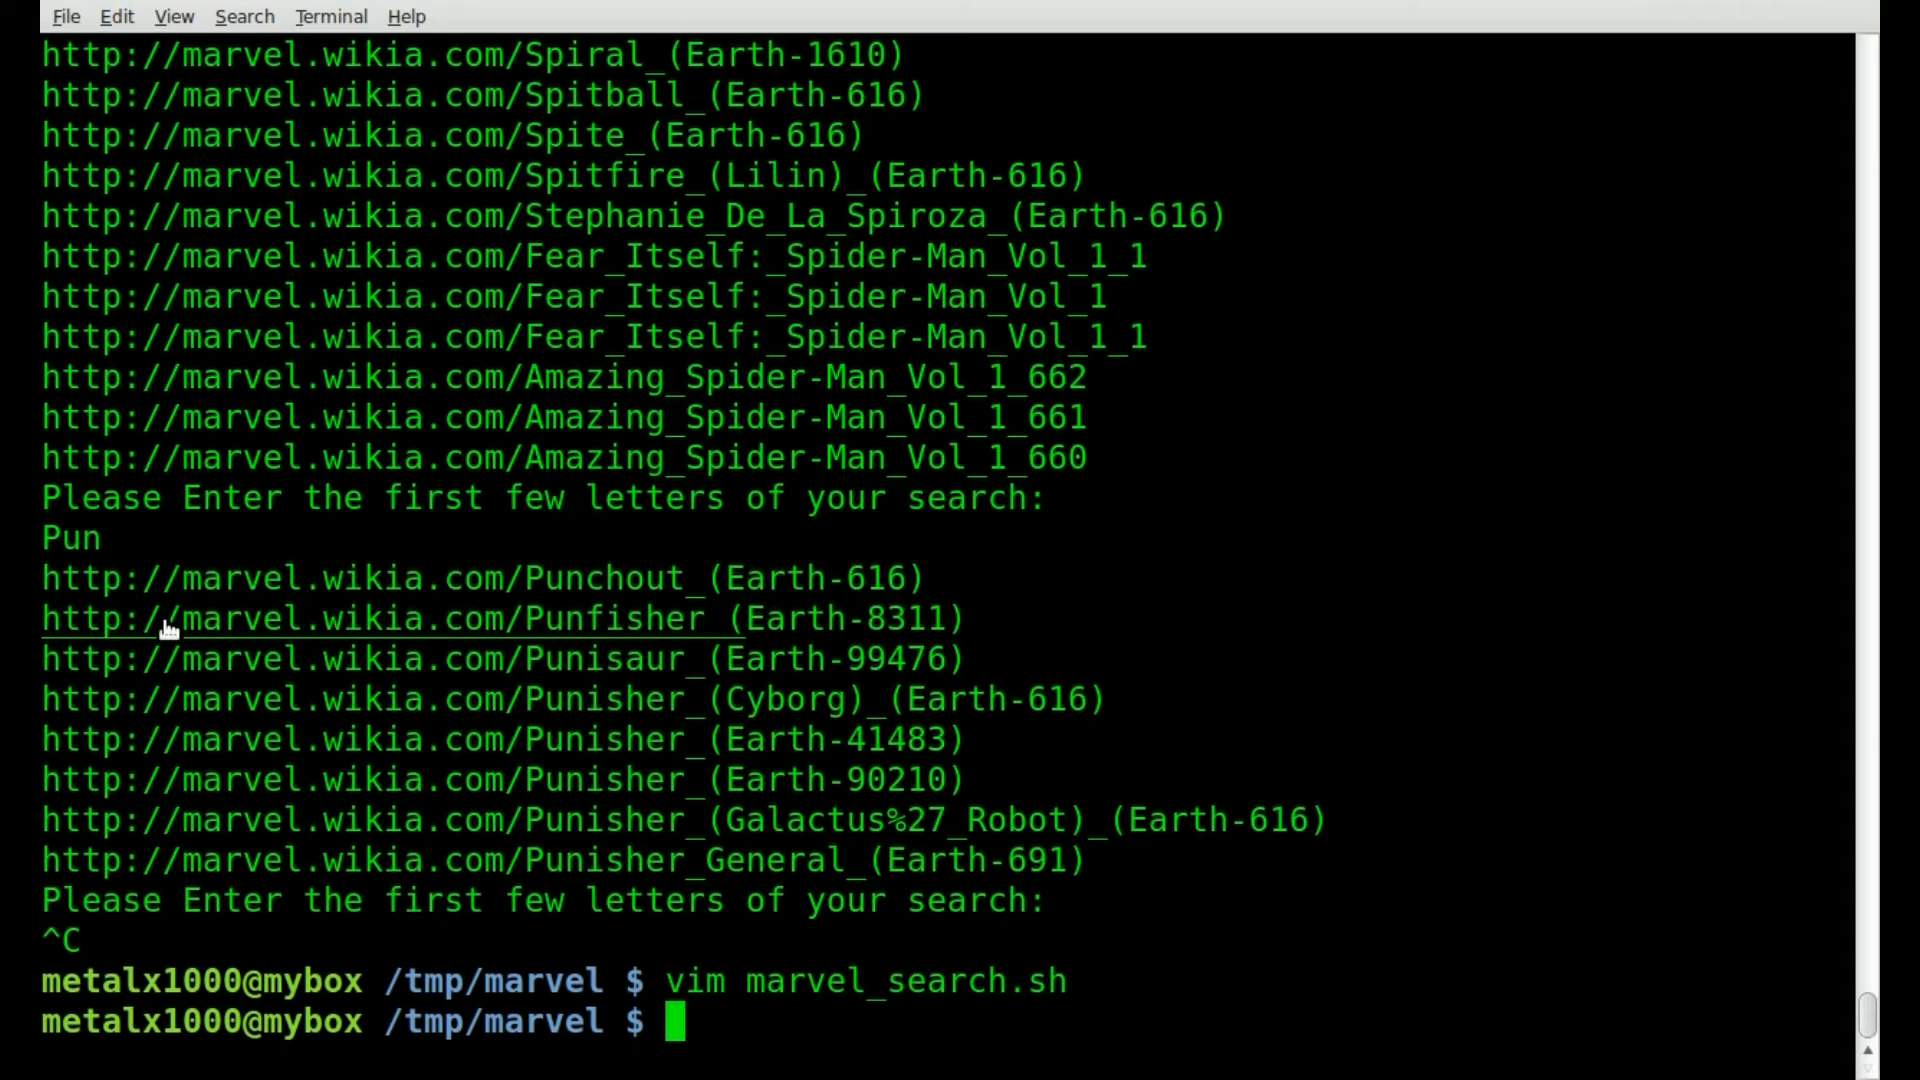 File Edit View Search Terminal Help
http://marvel.wikia.com/Spiral_(Earth-1610)
http://marvel.wikia.com/Spitball_(Earth-616)
http://marvel.wikia.com/Spite_(Earth-616)
http://marvel.wikia.com/Spitfire_(Lilin)_(Earth-616)
http://marvel.wikia.com/Stephanie_De_La_Spiroza_(Earth-616)
http://marvel.wikia.com/Fear_Itself:_Spider-Man_Vol_1_1
http://marvel.wikia.com/Fear_Itself:_Spider-Man_Vol_1
http://marvel.wikia.com/Fear_Itself:_Spider-Man_Vol_1_1
http://marvel.wikia.com/Amazing_Spider-Man_Vol_1_662
http://marvel.wikia.com/Amazing_Spider-Man_Vol_1_661
http://marvel.wikia.com/Amazing_Spider-Man_Vol_1_660
Please Enter the first few letters of your search:
Pun
http://marvel.wikia.com/Punchout_(Earth-616)
http://marvel.wikia.com/Punfisher_(Earth-8311)
http://marvel.wikia.com/Punisaur_(Earth-99476)
http://marvel.wikia.com/Punisher_(Cyborg)_(Earth-616)
http://marvel.wikia.com/Punisher_(Earth-41483)
http://marvel.wikia.com/Punisher_(Earth-90210)
http://marvel.wikia.com/Punisher_(Galactus%27_Robot)_(Earth-616)
http://marvel.wikia.com/Punisher_General_(Earth-691)
Please Enter the first few letters of your search:
^C
metalx1000@mybox /tmp/marvel $ vim marvel_search.sh
metalx1000@mybox /tmp/marvel $